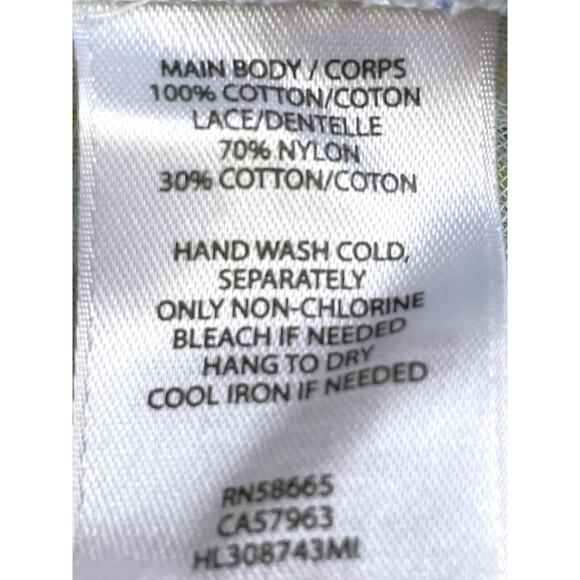 MAIN BODY / CORPS
100% COTTON/COTON
LACE/DENTELLE
70% NYLON
30% COTTON/COTON
HAND WASH COLD,
SEPARATELY
ONLY NON-CHLORINE
BLEACH IF NEEDED
HANG TO DRY
COOL IRON IF NEEDED
RN58665
CA57963
HL308743MI